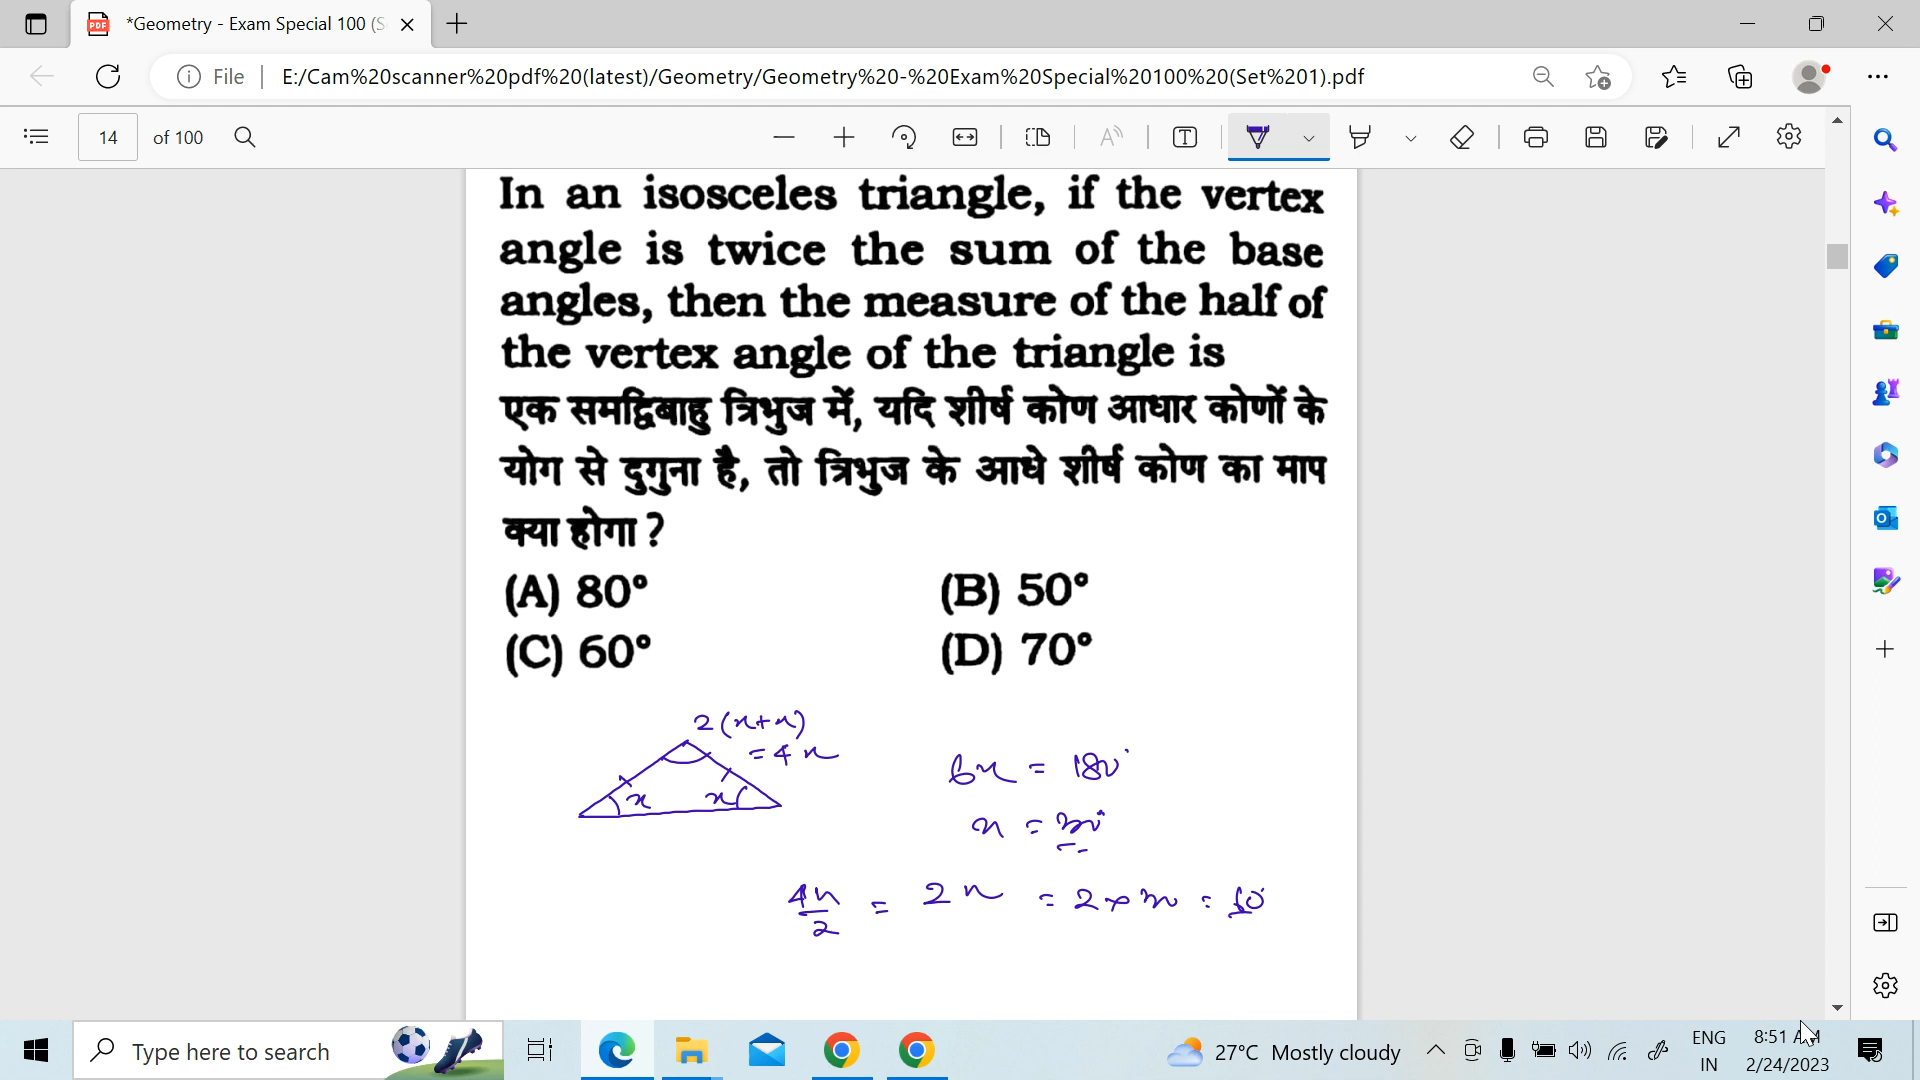 *Geometry - Exam Special 100 (S
File
E:/Cam%20scanner%20pdf%20(latest)/Geometry/Geometry%20-%20Exam%20Special%20100%20(Set%201).pdf
14 of 100
In an isosceles triangle, if the vertex
angle is twice the sum of the base
angles, then the measure of the half of
the vertex angle of the triangle is
एक समद्विबाहु त्रिभुज में, यदि शीर्ष कोण आधार कोणों के
योग से दुगुना है, तो त्रिभुज के आधे शीर्ष कोण का माप
क्या होगा ?
(A) 80° (B) 50°
(C) 60° (D) 70°
2(x+x)
= 4x
x x
6x = 180°
x = 30°
4x/2 = 2x = 2×30 = 60°
Type here to search
27°C Mostly cloudy
ENG
IN
8:51 AM
2/24/2023